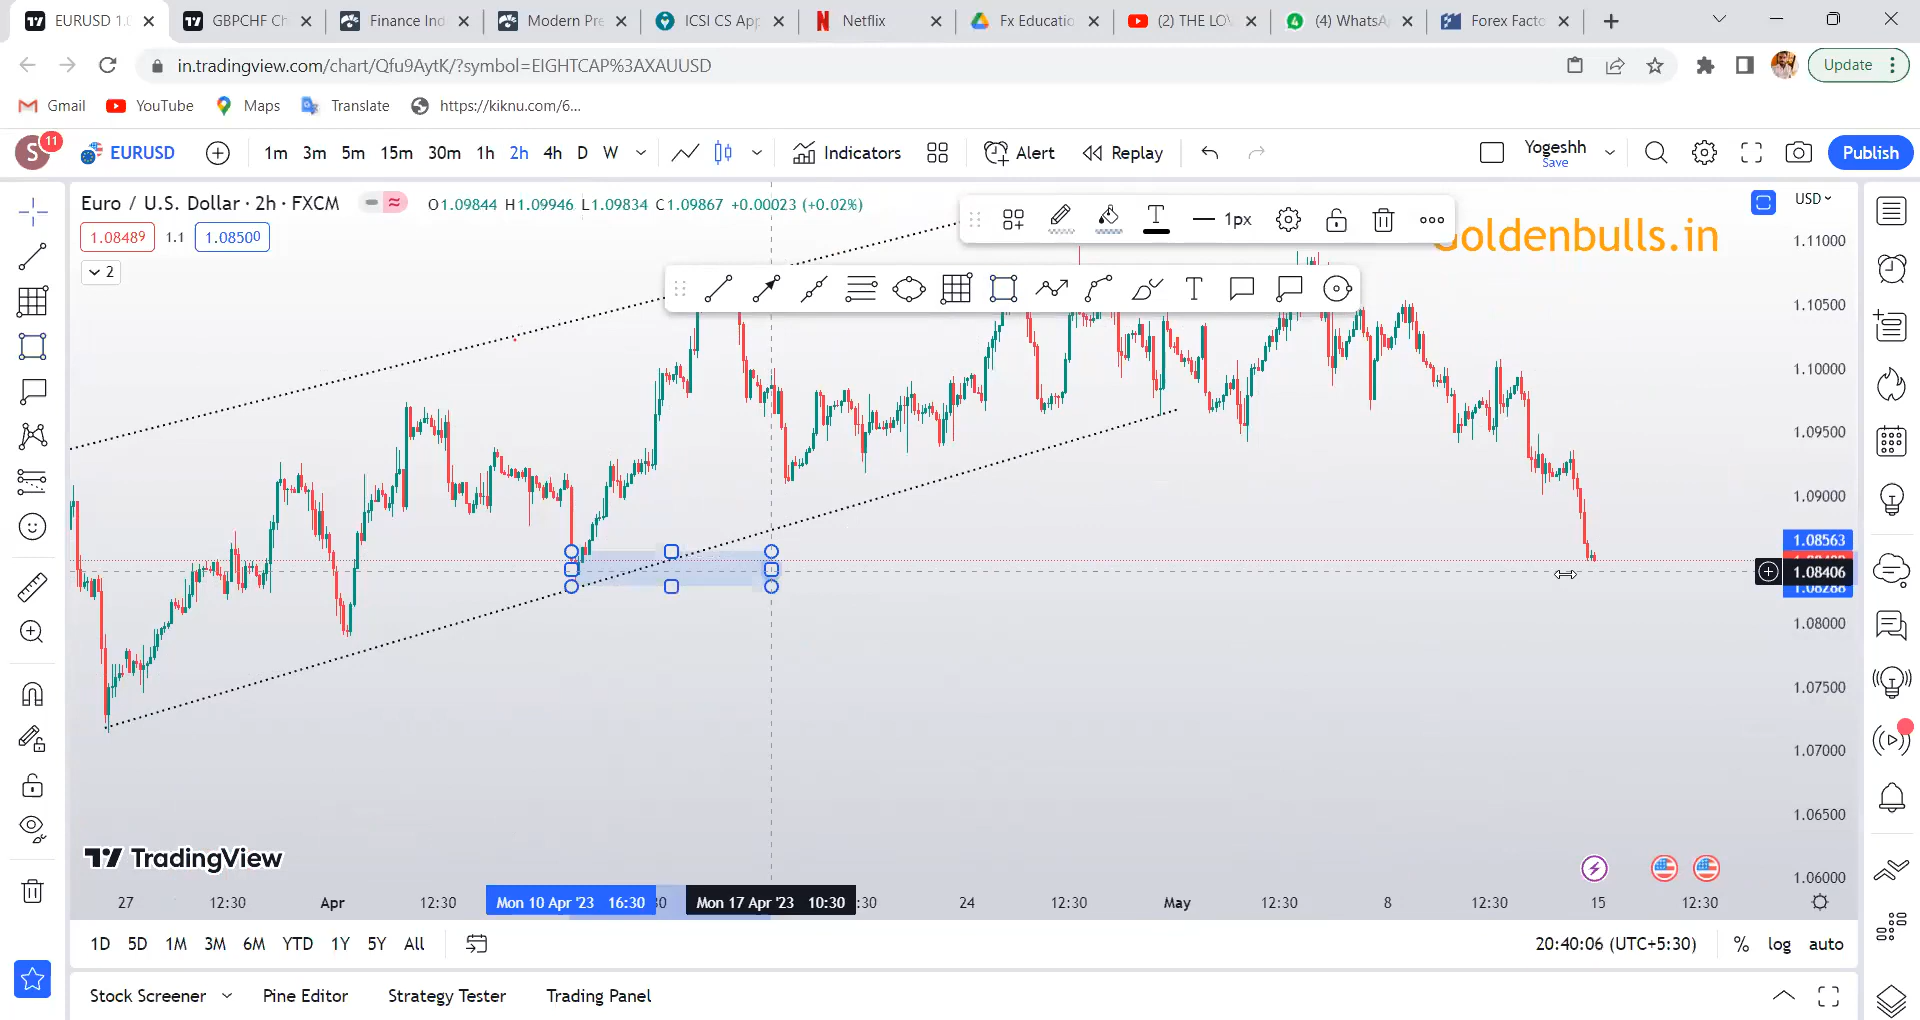 EURUSD 1.0
GBPCHF Ch
Finance Ind
Modern Pre
ICSI CS App
Netflix
Fx Educatio
(2) THE LOV
(4) WhatsA
Forex Facto
in.tradingview.com/chart/Qfu9AytK/?symbol=EIGHTCAP%3AXAUUSD
Update
Gmail
YouTube
Maps
Translate
https://kiknu.com/6...
S
11
EURUSD
1m 3m 5m 15m 30m 1h 2h 4h D W
Indicators
Alert
Replay
Yogeshh
Save
Publish
Euro / U.S. Dollar · 2h · FXCM
O1.09844 H1.09946 L1.09834 C1.09867 +0.00023 (+0.02%)
1.08489 1.1 1.08500
2
1px
USD
oldenbulls.in
1.11000
1.10500
1.10000
1.09500
1.09000
1.08563
1.08406
1.08288
1.08000
1.07500
1.07000
1.06500
1.06000
TradingView
27 12:30 Apr 12:30 Mon 10 Apr '23 16:30 Mon 17 Apr '23 10:30 :30 24 12:30 May 12:30 8 12:30 15 12:30
1D 5D 1M 3M 6M YTD 1Y 5Y All
20:40:06 (UTC+5:30)
% log auto
Stock Screener
Pine Editor
Strategy Tester
Trading Panel